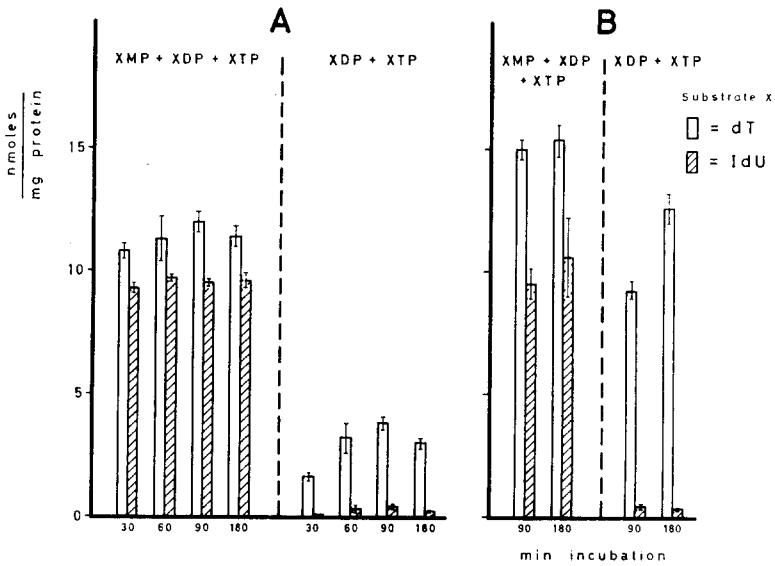 A
B
XMP + XDP + XTP
XDP + XTP
XMP + XDP
+ XTP
XDP + XTP
Substrate X
= dT
= IdU
nmoles
mg protein
15
10
5
0
30 60 90 180
30 60 90 180
90 180
90 180
min incubation